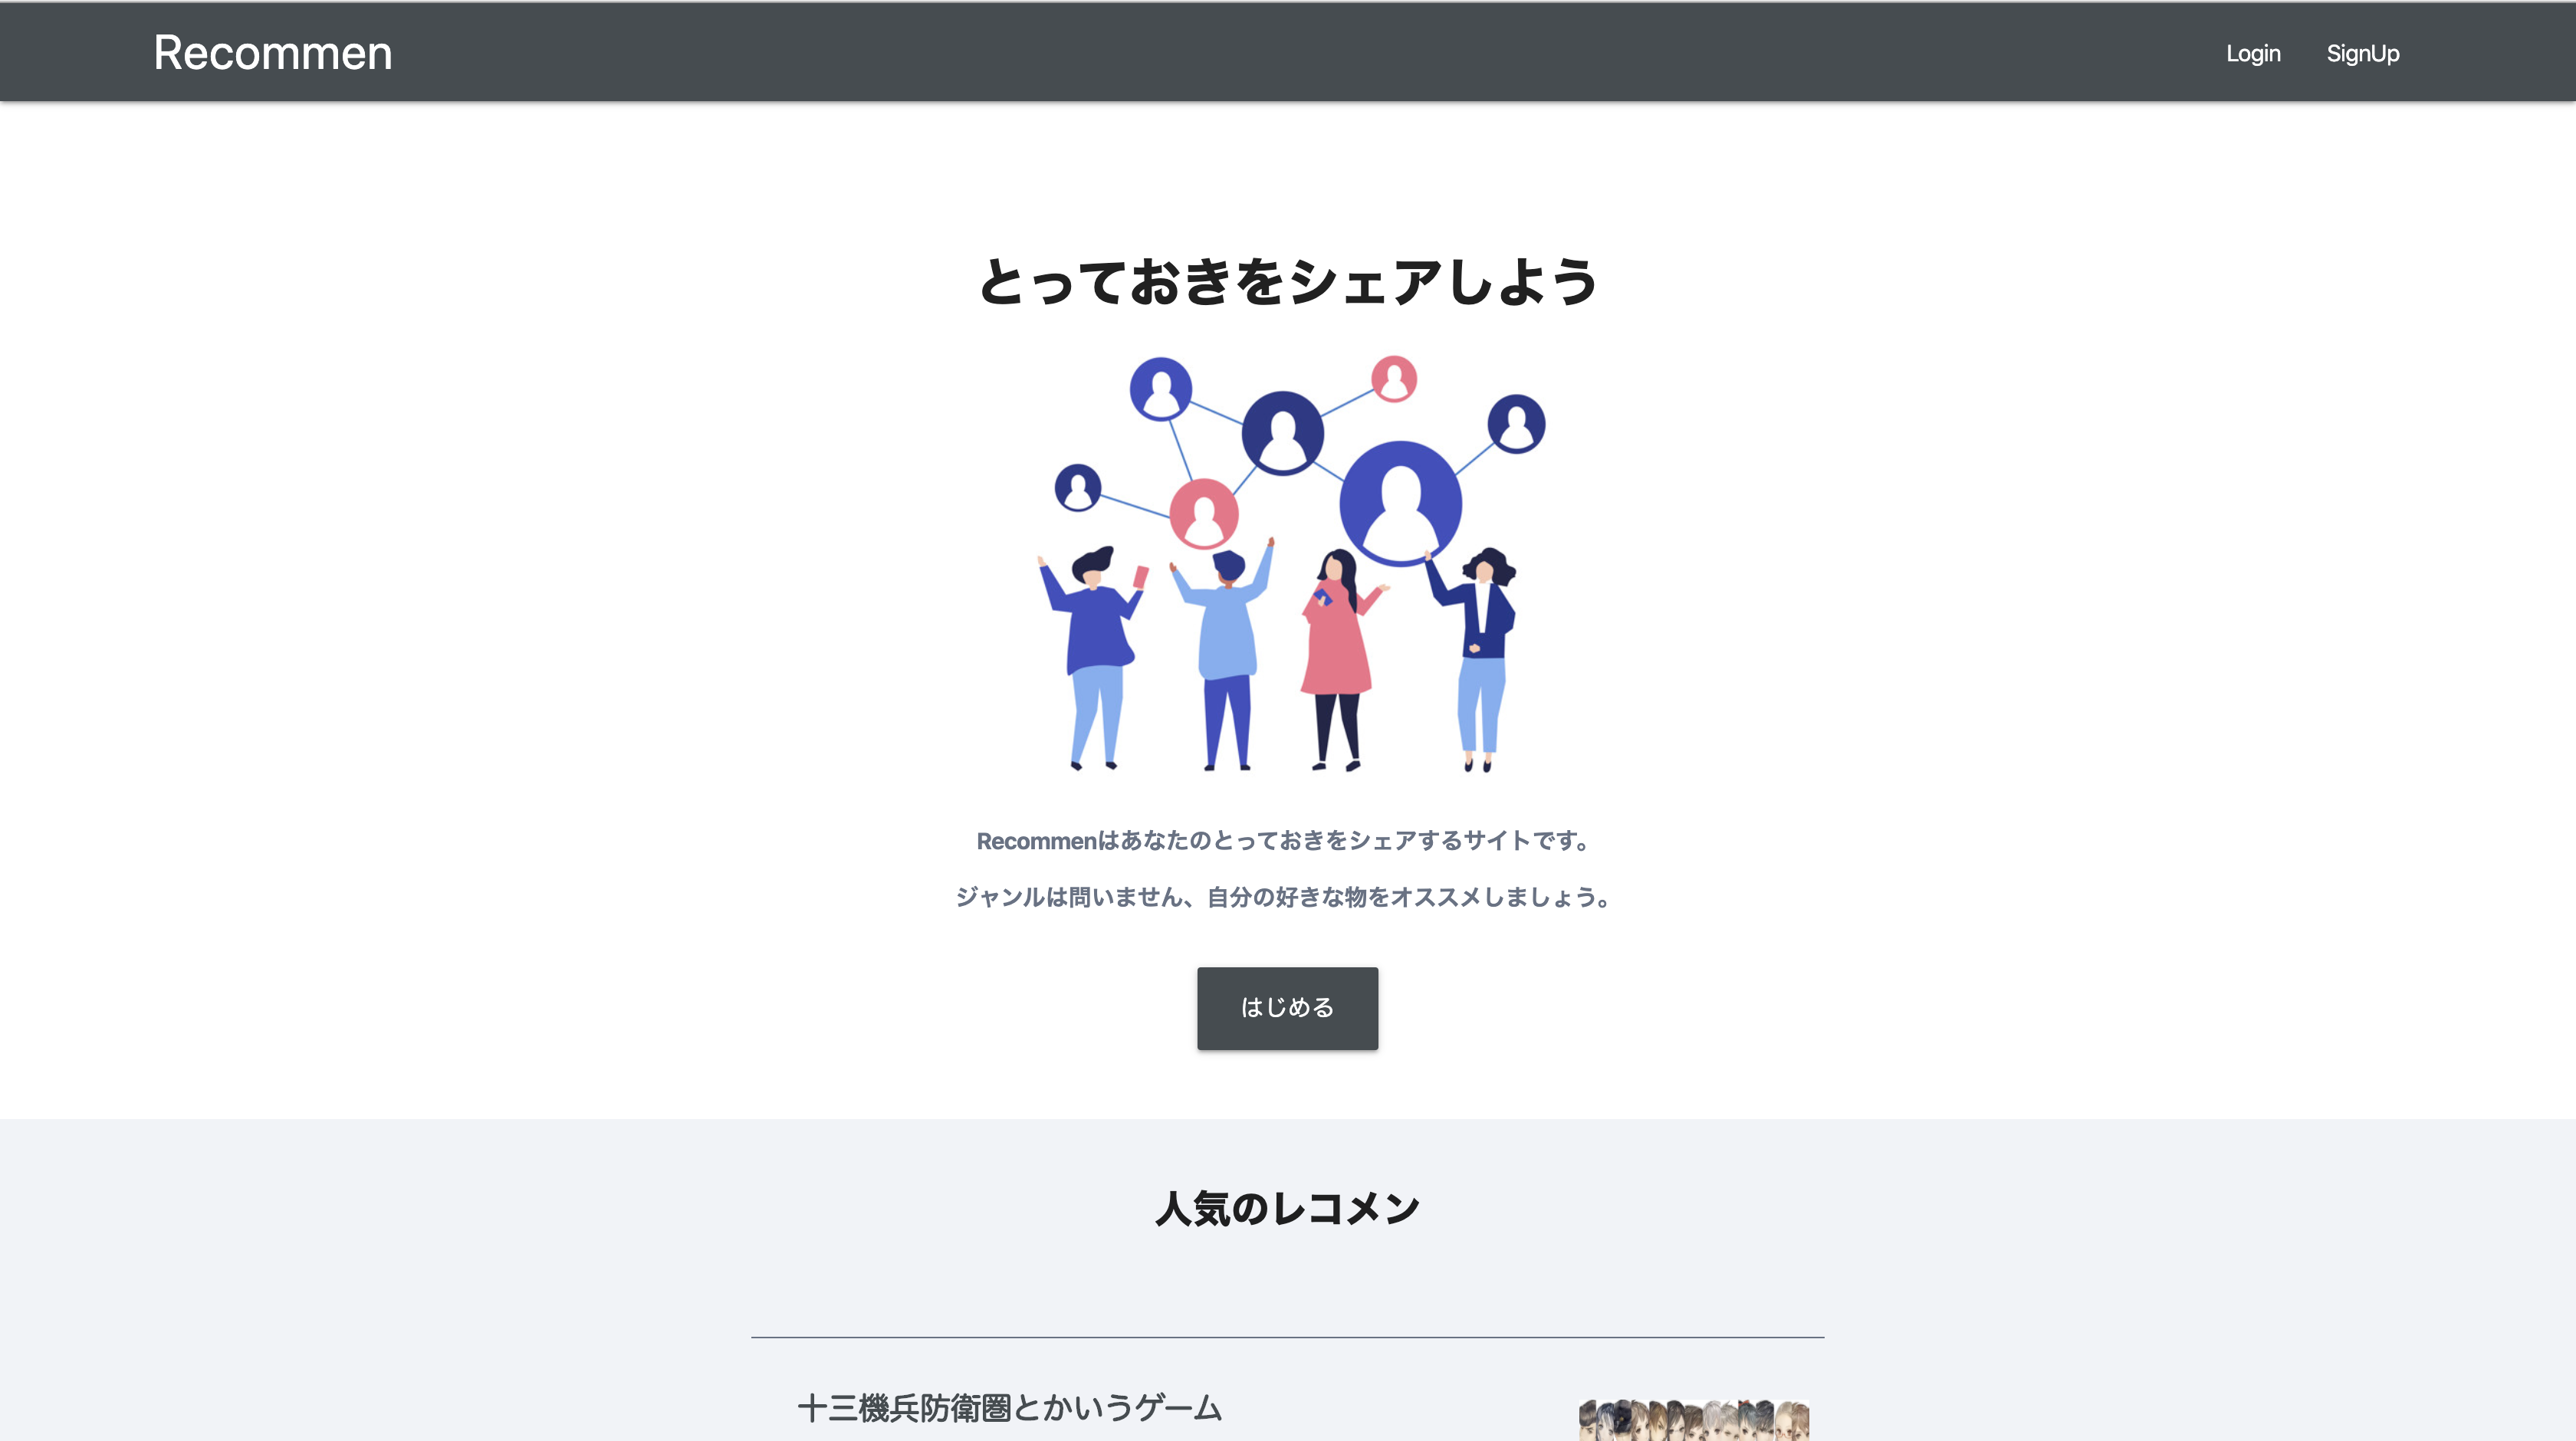 Recommen
Login
SignUp
とっておきをシェアしよう
Recommenはあなたのとっておきをシェアするサイトです。
ジャンルは問いません、自分の好きな物をオススメしましょう。
はじめる
人気のレコメン
十三機兵防衛圏とかいうゲーム